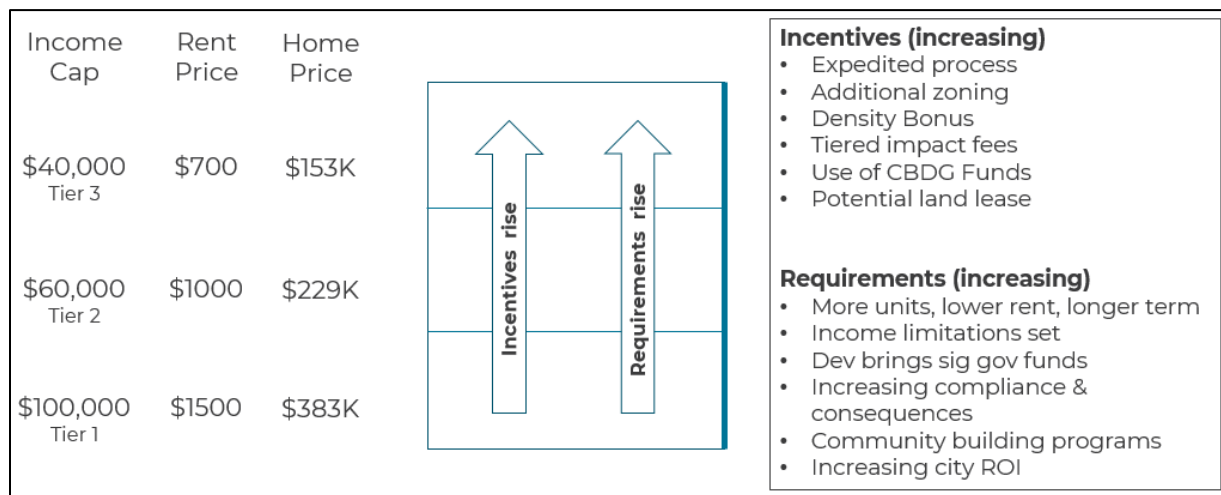 Income Cap
Rent Price
Home Price
$40,000 $700 $153K
Tier 3
$60,000 $1000 $229K
Tier 2
$100,000 $1500 $383K
Tier 1
Incentives rise
Requirements rise
Incentives (increasing)
• Expedited process
• Additional zoning
• Density Bonus
• Tiered impact fees
• Use of CBDG Funds
• Potential land lease
Requirements (increasing)
• More units, lower rent, longer term
• Income limitations set
• Dev brings sig gov funds
• Increasing compliance &
consequences
• Community building programs
• Increasing city ROI